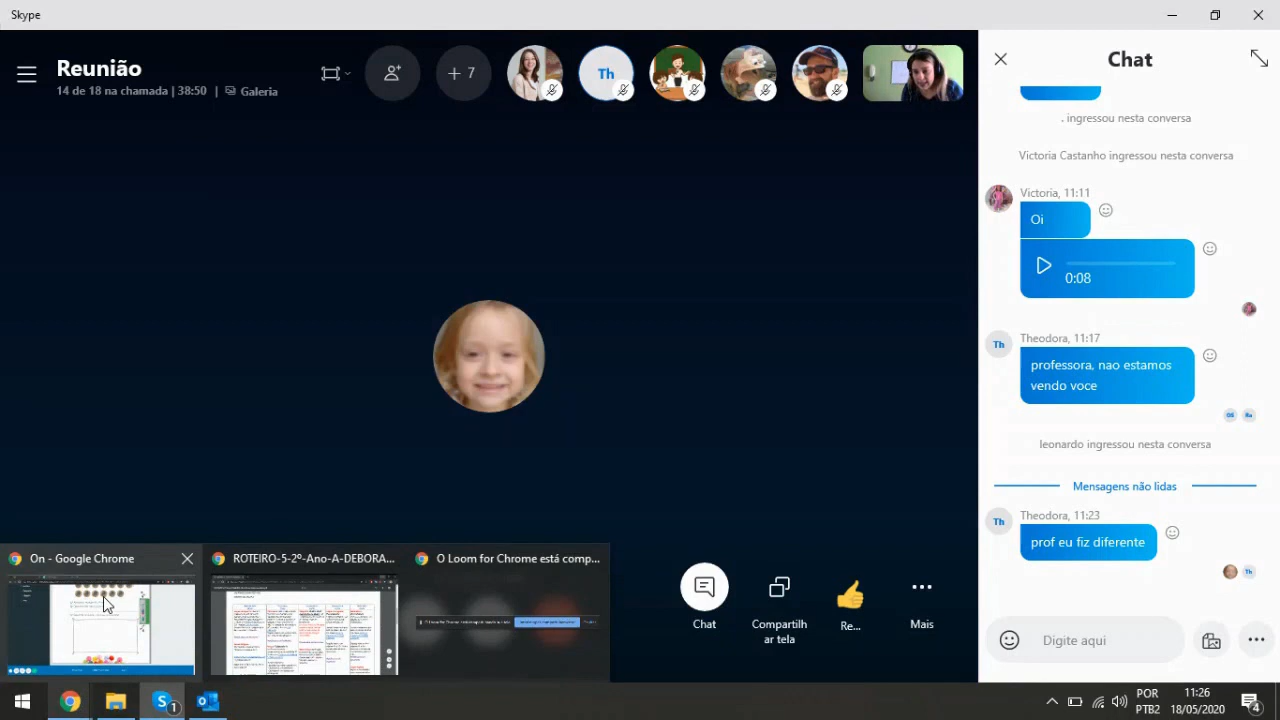 Skype
Reunião
14 de 18 na chamada | 38:50 | Galeria
+ 7
Th
Chat
. ingressou nesta conversa
Victoria Castanho ingressou nesta conversa
Victoria, 11:11
Oi
0:08
Theodora, 11:17
Th
professora, nao estamos
vendo voce
Ra
leonardo ingressou nesta conversa
Mensagens não lidas
Theodora, 11:23
Th
prof eu fiz diferente
Th
On - Google Chrome
ROTEIRO-5-2º-Ano-A-DEBORA...
O Loom for Chrome está comp...
Chat
Compartilh
ar tela
Re...
Mais
Digite aqui
1
POR
PTB2
11:26
18/05/2020
4